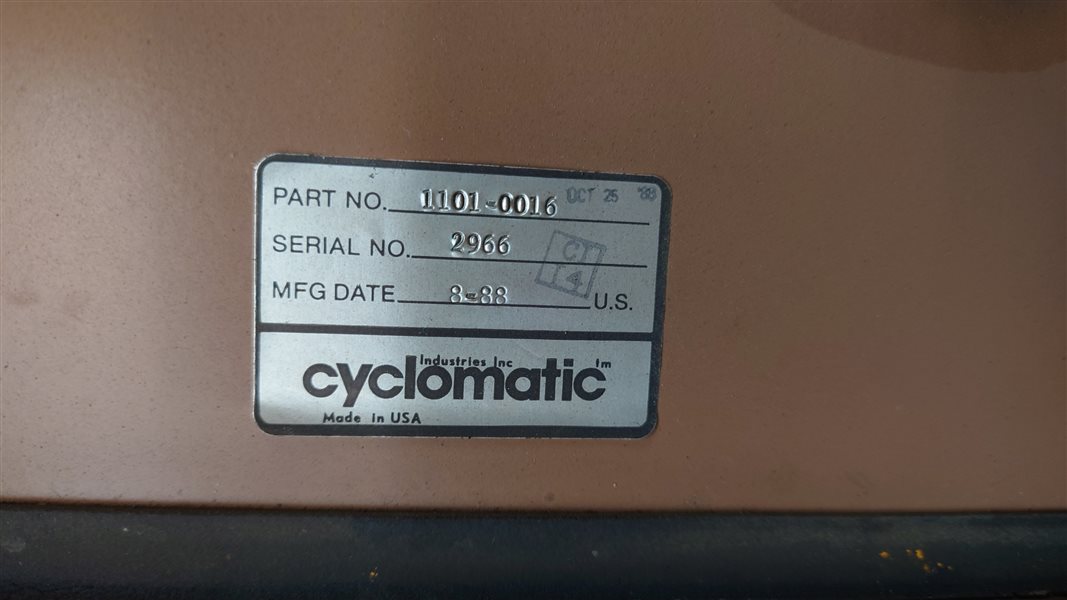 PART NO. 1101-0016 OCT 25 '88
SERIAL NO. 2966
CT
14
MFG DATE 8-88 U.S.
Industries Inc tm
cyclomatic
Made in USA